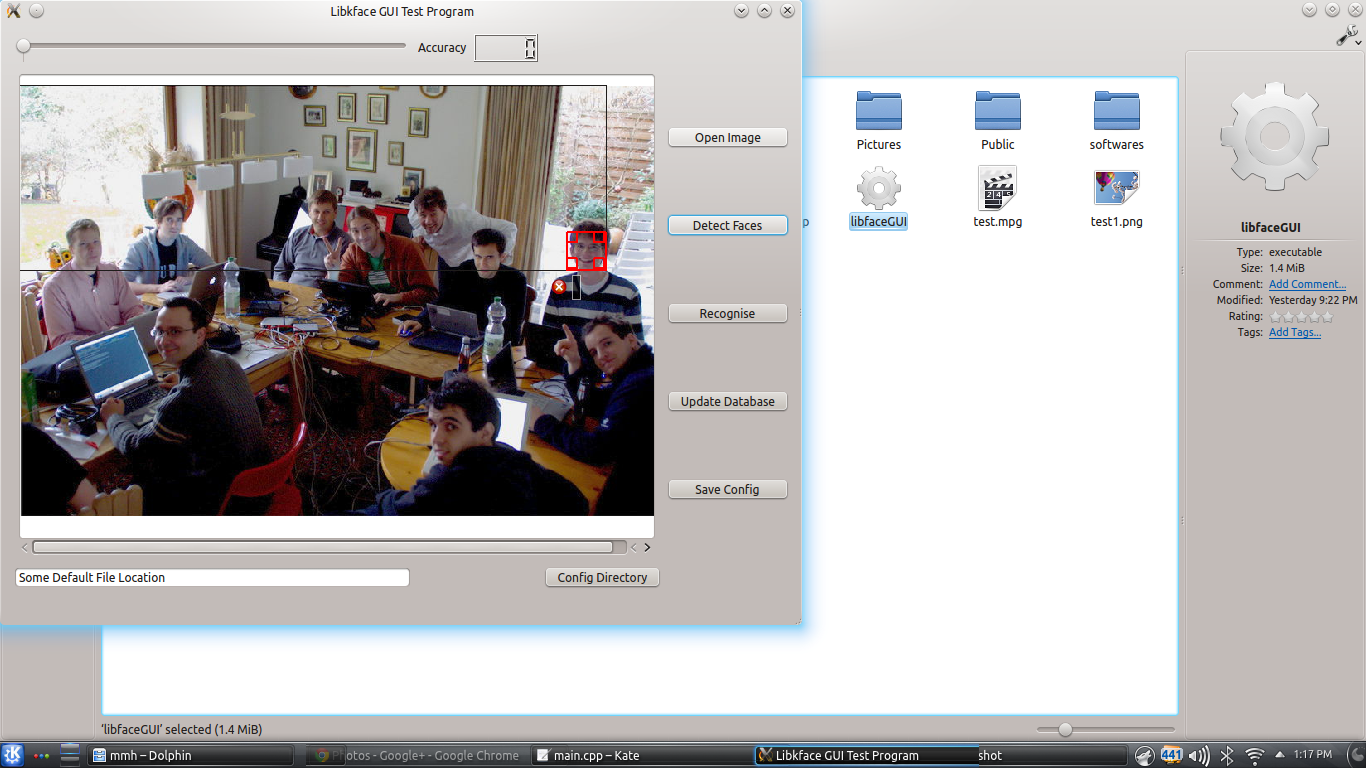 Libkface GUI Test Program
Accuracy 0
Open Image
Detect Faces
Recognise
Update Database
Save Config
Some Default File Location
Config Directory
Pictures
Public
softwares
p
libfaceGUI
test.mpg
test1.png
libfaceGUI
Type: executable
Size: 1.4 MiB
Comment: Add Comment...
Modified: Yesterday 9:22 PM
Rating:
Tags: Add Tags...
‘libfaceGUI’ selected (1.4 MiB)
mmh – Dolphin
Photos - Google+ - Google Chrome
main.cpp – Kate
Libkface GUI Test Program
shot
441
1:17 PM